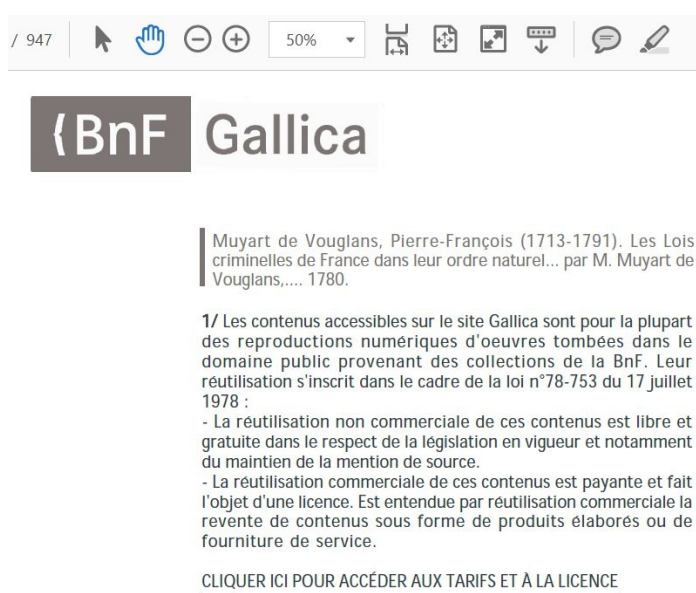 / 947
50%
{BnF Gallica
Muyart de Vouglans, Pierre-François (1713-1791). Les Lois
criminelles de France dans leur ordre naturel... par M. Muyart de
Vouglans,.... 1780.
1/ Les contenus accessibles sur le site Gallica sont pour la plupart
des reproductions numériques d'oeuvres tombées dans le
domaine public provenant des collections de la BnF. Leur
réutilisation s'inscrit dans le cadre de la loi n°78-753 du 17 juillet
1978 :
- La réutilisation non commerciale de ces contenus est libre et
gratuite dans le respect de la législation en vigueur et notamment
du maintien de la mention de source.
- La réutilisation commerciale de ces contenus est payante et fait
l'objet d'une licence. Est entendue par réutilisation commerciale la
revente de contenus sous forme de produits élaborés ou de
fourniture de service.
CLIQUER ICI POUR ACCÉDER AUX TARIFS ET À LA LICENCE